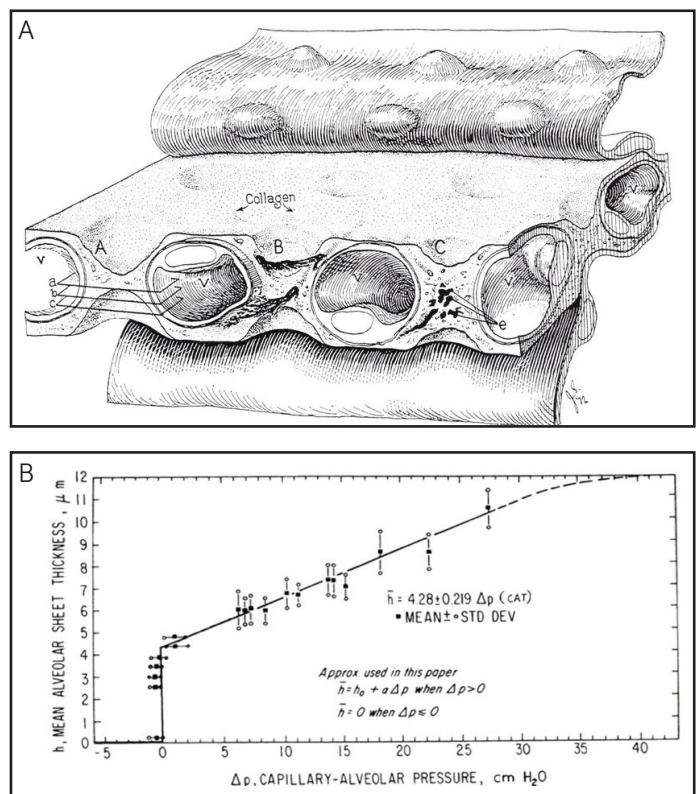 A
Collagen
A B C
v v v v v
a
b
c
e
B
12
11
10
9
8
7
6
5
4
3
2
1
0
h, MEAN ALVEOLAR SHEET THICKNESS, μm
h̄ = 4.28±0.219 Δp (CAT)
▪ MEAN±◦STD DEV
Approx used in this paper
h̄=h₀ + αΔp when Δp>0
h̄=0 when Δp≤0
-5 0 5 10 15 20 25 30 35 40
Δp, CAPILLARY-ALVEOLAR PRESSURE, cm H₂O